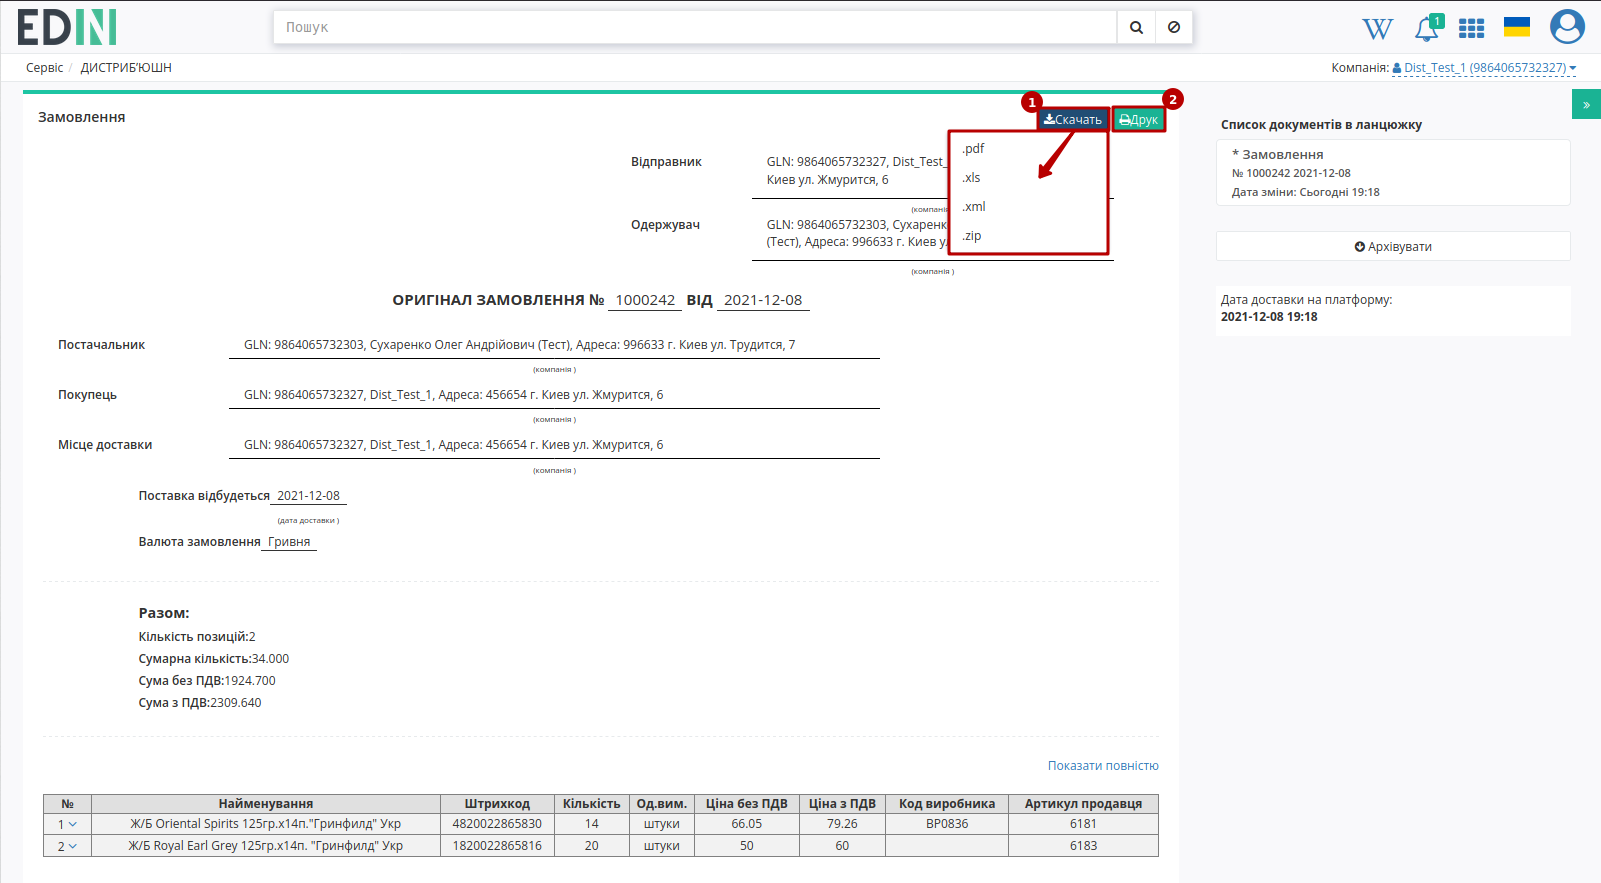 EDIN
Пошук
1
Сервіс / ДИСТРИБ'ЮШН
Компанія: Dist_Test_1 (9864065732327)
Замовлення
1
Скачать
2
Друк
.pdf
.xls
.xml
.zip
Відправник
GLN: 9864065732327, Dist_Test_
Киев ул. Жмурится, 6
(компанія
Одержувач
GLN: 9864065732303, Сухаренк
(Тест), Адреса: 996633 г. Киев у
(компанія )
ОРИГІНАЛ ЗАМОВЛЕННЯ № 1000242 ВІД 2021-12-08
Постачальник GLN: 9864065732303, Сухаренко Олег Андрійович (Тест), Адреса: 996633 г. Киев ул. Трудится, 7
(компанія )
Покупець GLN: 9864065732327, Dist_Test_1, Адреса: 456654 г. Киев ул. Жмурится, 6
(компанія )
Місце доставки GLN: 9864065732327, Dist_Test_1, Адреса: 456654 г. Киев ул. Жмурится, 6
(компанія )
Поставка відбудеться 2021-12-08
(дата доставки )
Валюта замовлення Гривня
Разом:
Кількість позицій:2
Сумарна кількість:34.000
Сума без ПДВ:1924.700
Сума з ПДВ:2309.640
Показати повністю
№ Найменування Штрихкод Кількість Од.вим. Ціна без ПДВ Ціна з ПДВ Код виробника Артикул продавця
1 Ж/Б Oriental Spirits 125гр.х14п."Гринфилд" Укр 4820022865830 14 штуки 66.05 79.26 BP0836 6181
2 Ж/Б Royal Earl Grey 125гр.х14п. "Гринфилд" Укр 1820022865816 20 штуки 50 60 6183
»
Список документів в ланцюжку
* Замовлення
№ 1000242 2021-12-08
Дата зміни: Сьогодні 19:18
Архівувати
Дата доставки на платформу:
2021-12-08 19:18